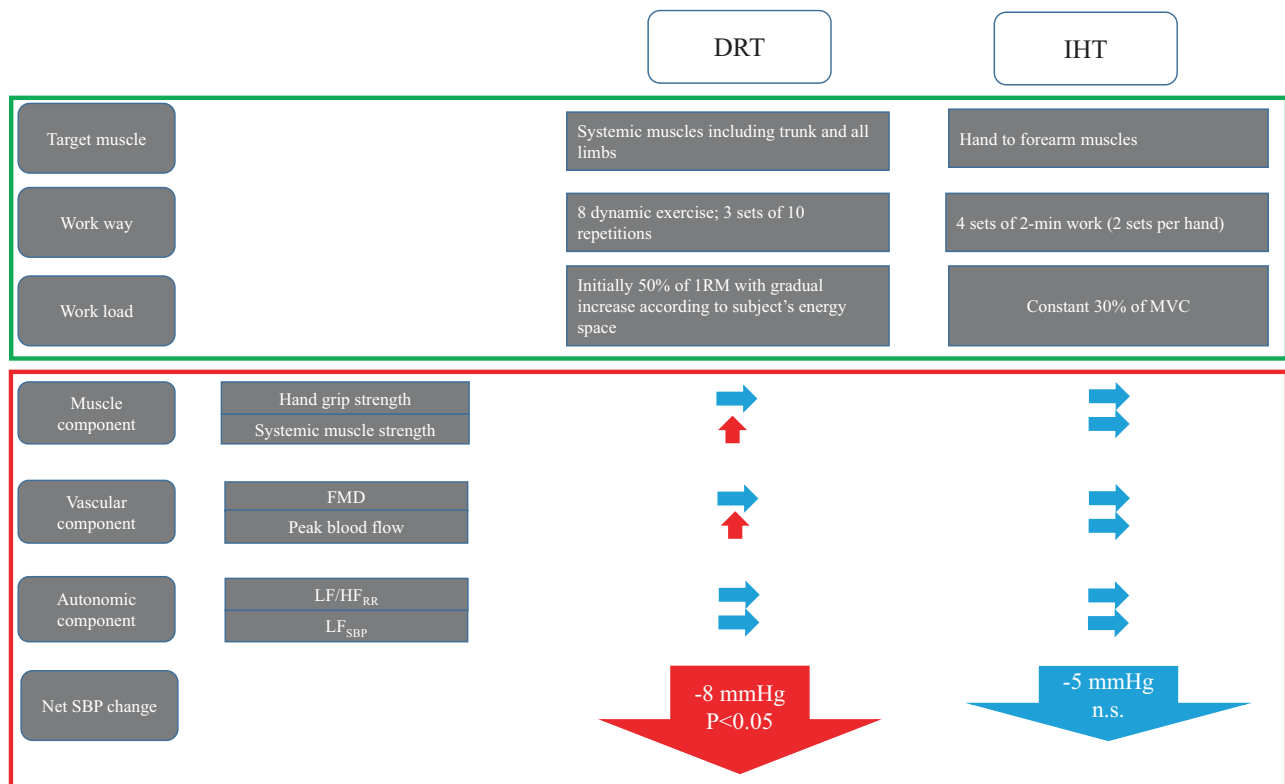 DRT
IHT
Target muscle
Systemic muscles including trunk and all
limbs
Hand to forearm muscles
Work way
8 dynamic exercise; 3 sets of 10
repetitions
4 sets of 2-min work (2 sets per hand)
Work load
Initially 50% of 1RM with gradual
increase according to subject's energy
space
Constant 30% of MVC
Muscle
component
Hand grip strength
Systemic muscle strength
Vascular
component
FMD
Peak blood flow
Autonomic
component
LF/HFRR
LFSBP
Net SBP change
-8 mmHg
P<0.05
-5 mmHg
n.s.